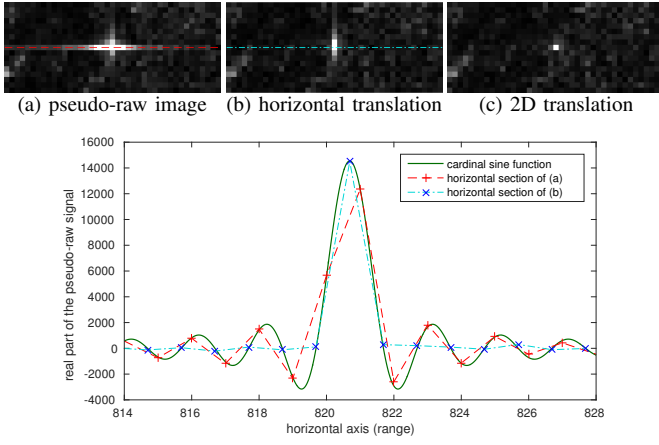 (a) pseudo-raw image
(b) horizontal translation
(c) 2D translation
16000
14000
12000
10000
8000
6000
4000
2000
0
-2000
-4000
real part of the pseudo-raw signal
cardinal sine function
horizontal section of (a)
horizontal section of (b)
814
816
818
820
822
824
826
828
horizontal axis (range)